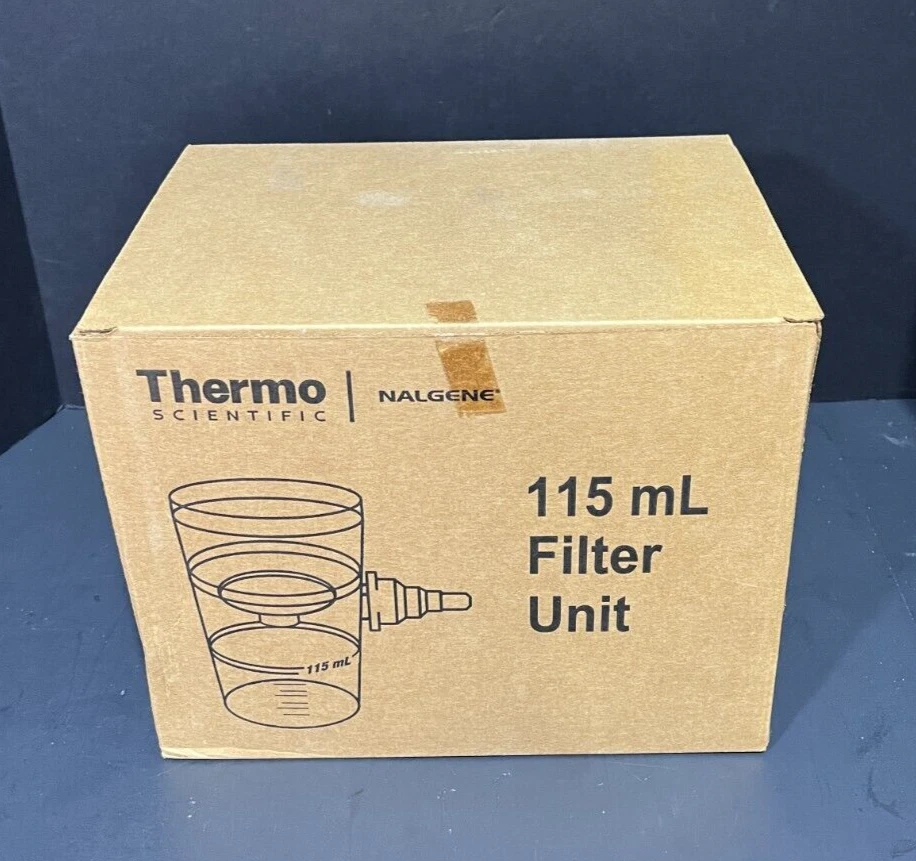 Thermo
SCIENTIFIC
NALGENE®
115 mL
Filter
Unit
115 mL